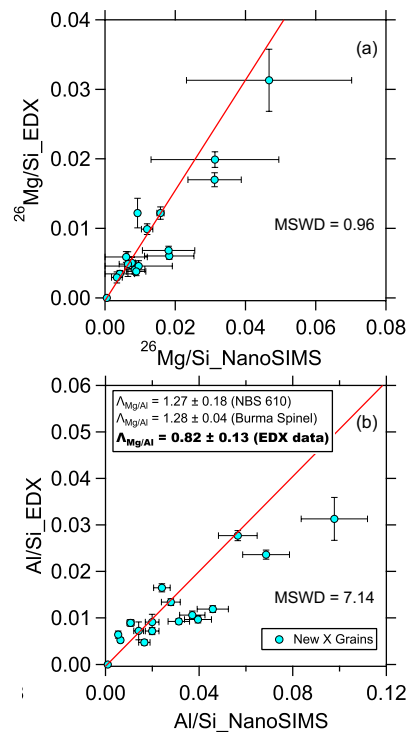 0.04
(a)
0.03
0.02
0.01
0.00
²⁶Mg/Si_EDX
MSWD = 0.96
0.00 0.02 0.04 0.06 0.08
²⁶Mg/Si_NanoSIMS
0.06
Λ_Mg/Al = 1.27 ± 0.18 (NBS 610)
Λ_Mg/Al = 1.28 ± 0.04 (Burma Spinel)
Λ_Mg/Al = 0.82 ± 0.13 (EDX data)
(b)
0.05
0.04
0.03
0.02
0.01
0.00
Al/Si_EDX
MSWD = 7.14
New X Grains
0.00 0.04 0.08 0.12
Al/Si_NanoSIMS